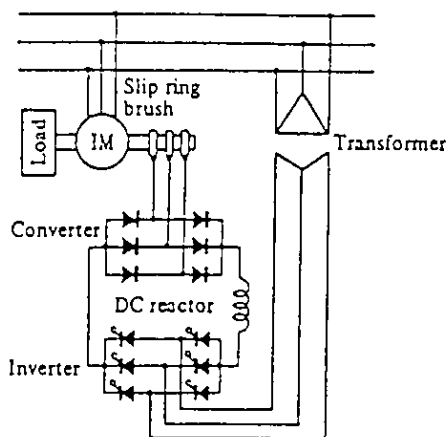 Slip ring
brush
Load
IM
Transformer
Converter
DC reactor
Inverter